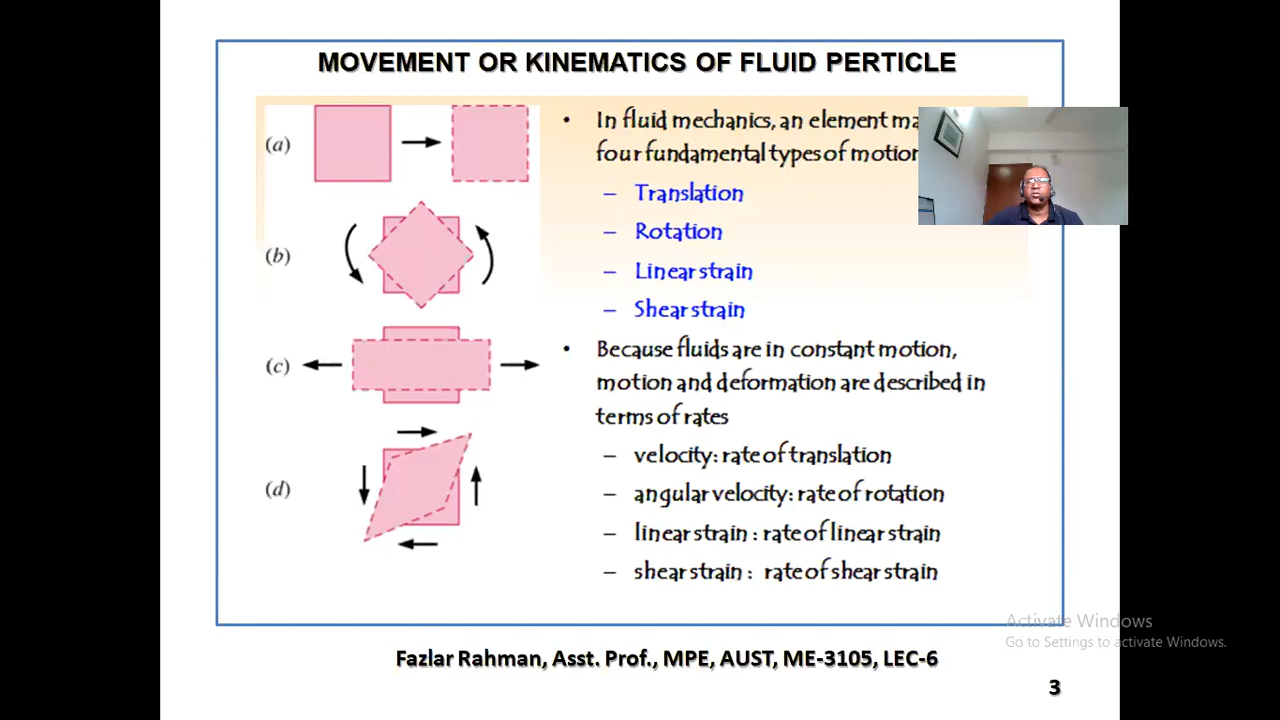 MOVEMENT OR KINEMATICS OF FLUID PERTICLE
(a)
(b)
(c)
(d)
• In fluid mechanics, an element
four fundamental types of motion
– Translation
– Rotation
– Linear strain
– Shear strain
• Because fluids are in constant motion,
motion and deformation are described in
terms of rates
– velocity: rate of translation
– angular velocity: rate of rotation
– linear strain : rate of linear strain
– shear strain : rate of shear strain
Activate Windows
Go to Settings to activate Windows.
Fazlar Rahman, Asst. Prof., MPE, AUST, ME-3105, LEC-6
3